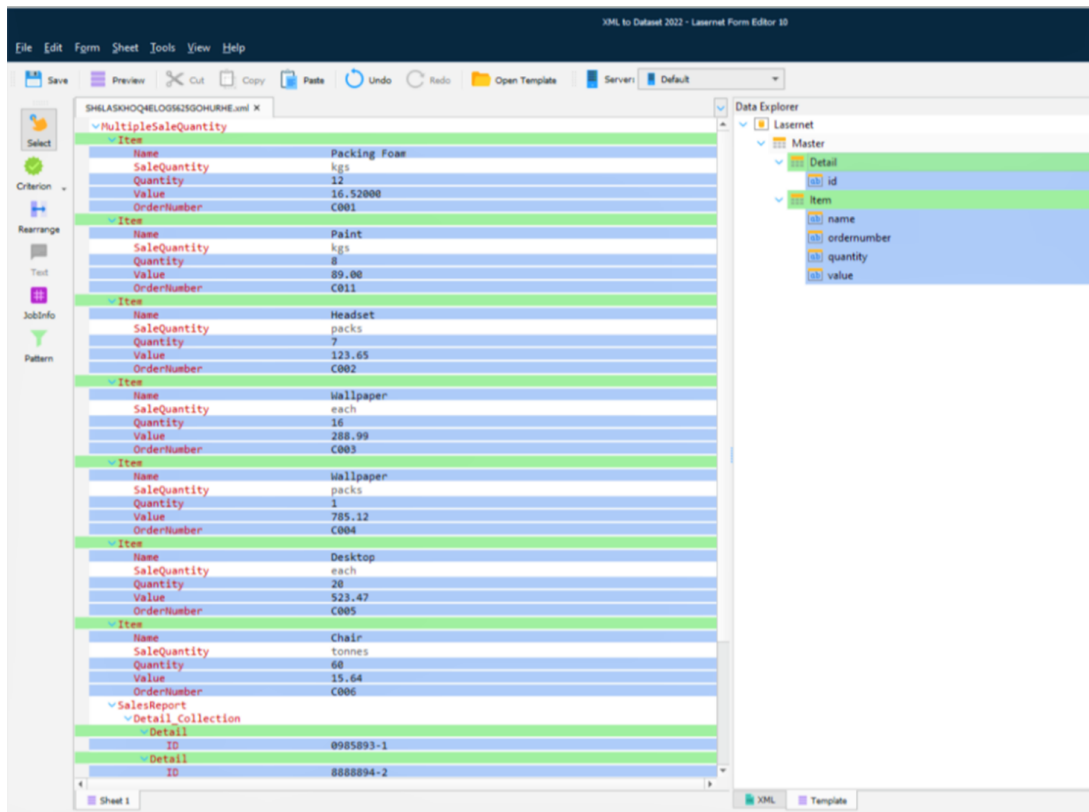 XML to Dataset 2022 - Lasernet Form Editor 10
File Edit Form Sheet Tools View Help
Save Preview Cut Copy Paste Undo Redo Open Template Server: Default
SH6LASKHOQ4ELOG5625GOHURHE.xml
Data Explorer
Select
Criterion
Rearrange
Text
JobInfo
Pattern
MultipleSaleQuantity
Item
Name Packing Foam
SaleQuantity kgs
Quantity 12
Value 16.52000
OrderNumber C001
Item
Name Paint
SaleQuantity kgs
Quantity 8
Value 89.00
OrderNumber C011
Item
Name Headset
SaleQuantity packs
Quantity 7
Value 123.65
OrderNumber C002
Item
Name Wallpaper
SaleQuantity each
Quantity 16
Value 288.99
OrderNumber C003
Item
Name Wallpaper
SaleQuantity packs
Quantity 1
Value 785.12
OrderNumber C004
Item
Name Desktop
SaleQuantity each
Quantity 20
Value 523.47
OrderNumber C005
Item
Name Chair
SaleQuantity tonnes
Quantity 60
Value 15.64
OrderNumber C006
SalesReport
Detail_Collection
Detail
ID 0985893-1
Detail
ID 8888894-2
Sheet 1
Lasernet
Master
Detail
id
Item
name
ordernumber
quantity
value
XML Template